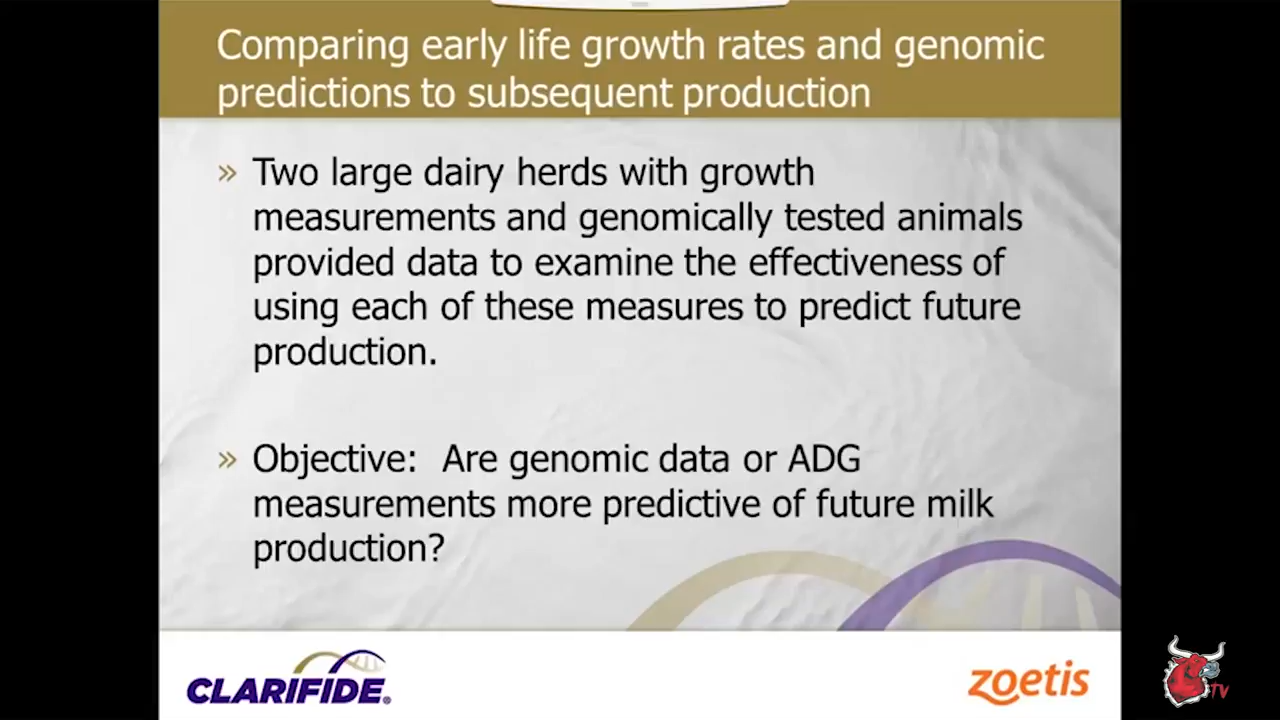 Comparing early life growth rates and genomic
predictions to subsequent production
» Two large dairy herds with growth
measurements and genomically tested animals
provided data to examine the effectiveness of
using each of these measures to predict future
production.
» Objective:  Are genomic data or ADG
measurements more predictive of future milk
production?
CLARIFIDE®
zoetis
TV